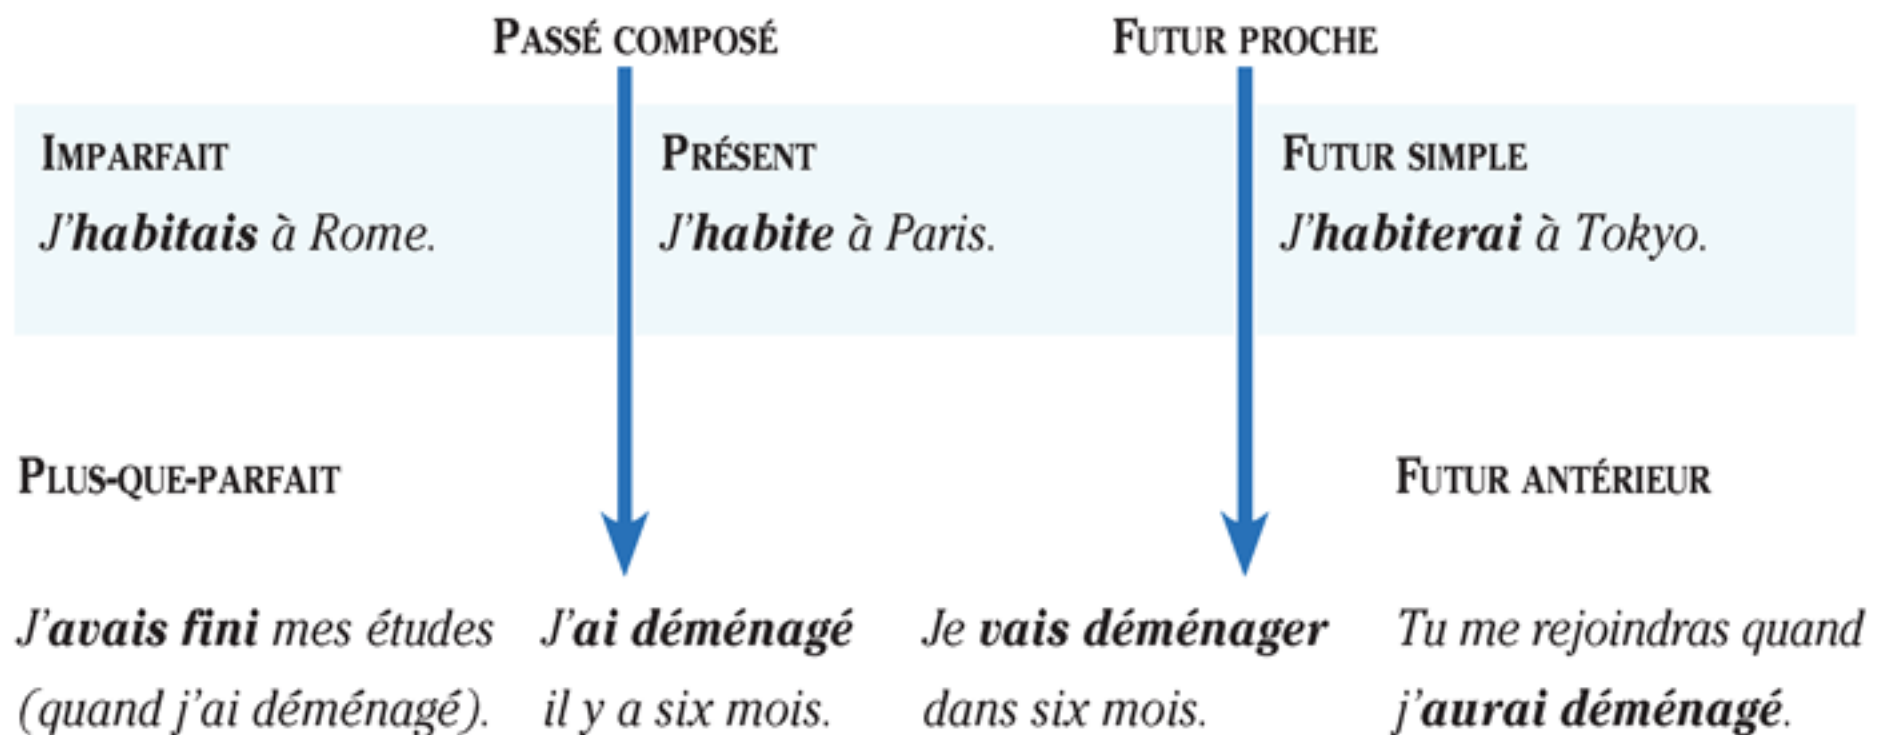 PASSÉ COMPOSÉ FUTUR PROCHE
IMPARFAIT PRÉSENT FUTUR SIMPLE
J'habitais à Rome. J'habite à Paris. J'habiterai à Tokyo.
PLUS-QUE-PARFAIT FUTUR ANTÉRIEUR
J'avais fini mes études J'ai déménagé Je vais déménager Tu me rejoindras quand
(quand j'ai déménagé). il y a six mois. dans six mois. j'aurai déménagé.